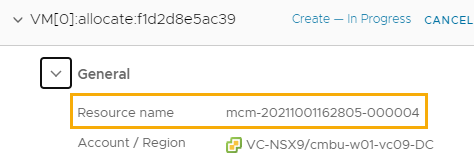 VM[0]:allocate:f1d2d8e5ac39 Create — In Progress CANCEL
General
Resource name mcm-20211001162805-000004
Account / Region VC-NSX9/cmbu-w01-vc09-DC